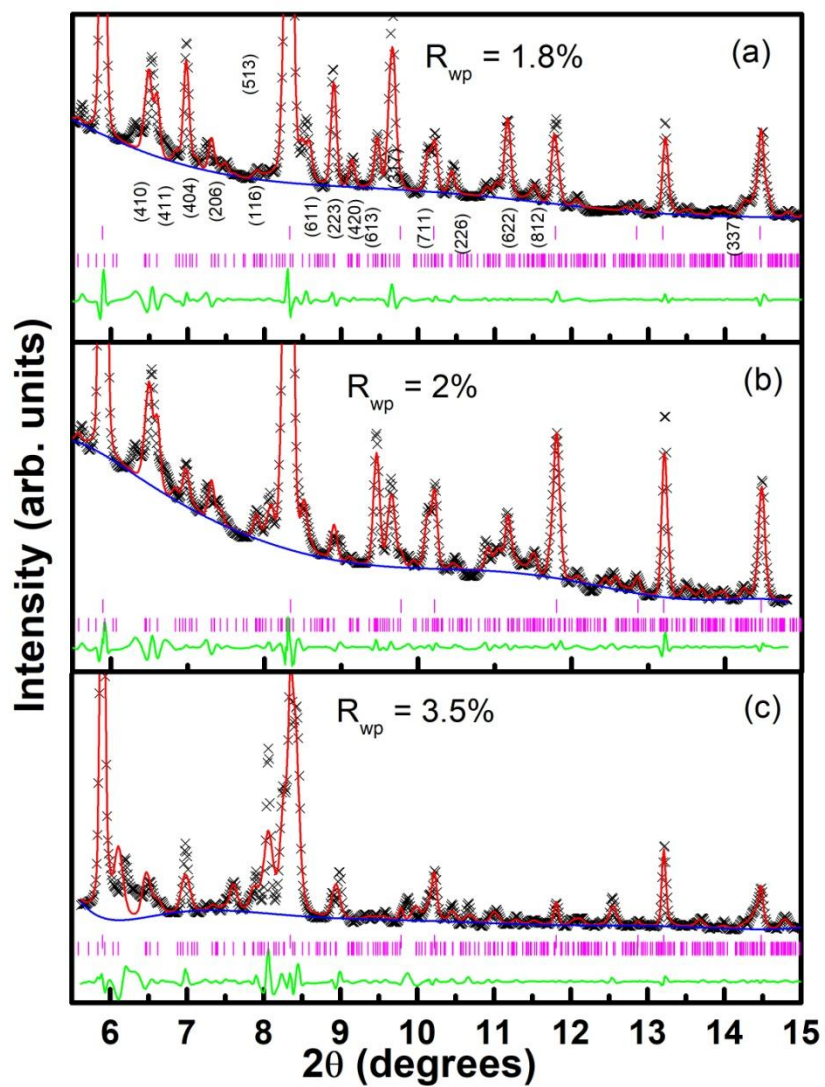 (a)
R_wp = 1.8%
(513)
(410)
(411)
(404)
(206)
(116)
(611)
(223)
(420)
(613)
(711)
(226)
(622)
(812)
(337)
(b)
R_wp = 2%
(c)
R_wp = 3.5%
Intensity (arb. units)
6 7 8 9 10 11 12 13 14 15
2θ (degrees)